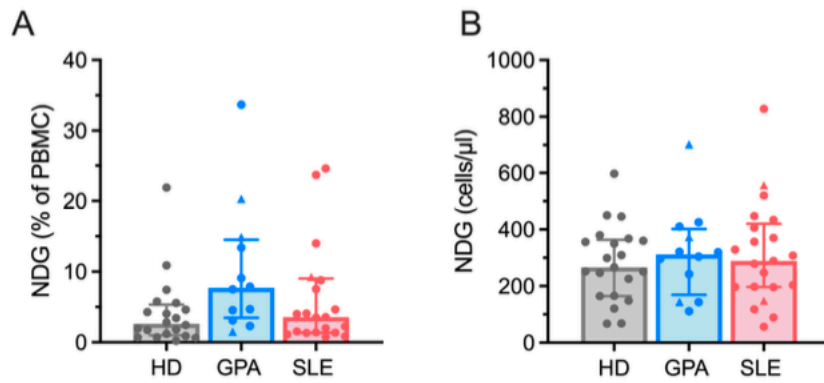 A
NDG (% of PBMC)
40
30
20
10
0
HD GPA SLE
B
NDG (cells/µl)
1000
800
600
400
200
0
HD GPA SLE